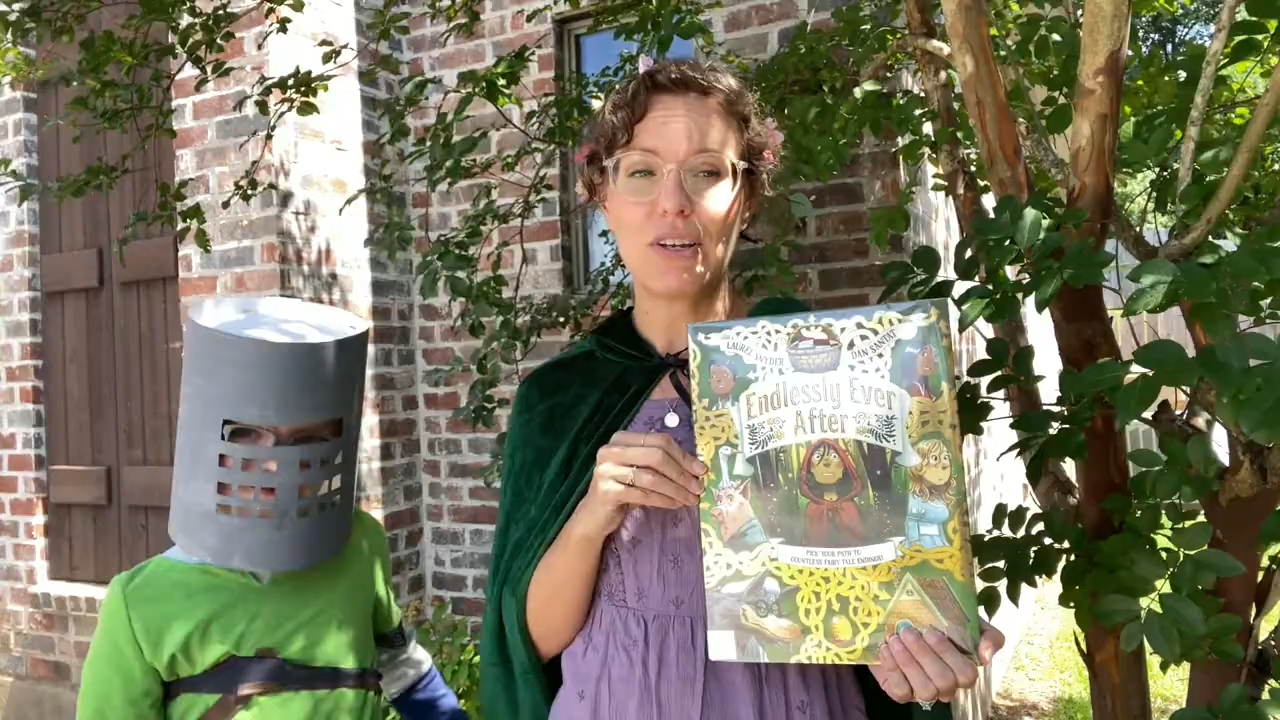 LAUREL SNYDER
DAN SANTAT
Endlessly Ever
After
PICK YOUR PATH TO
COUNTLESS FAIRY TALE ENDINGS!